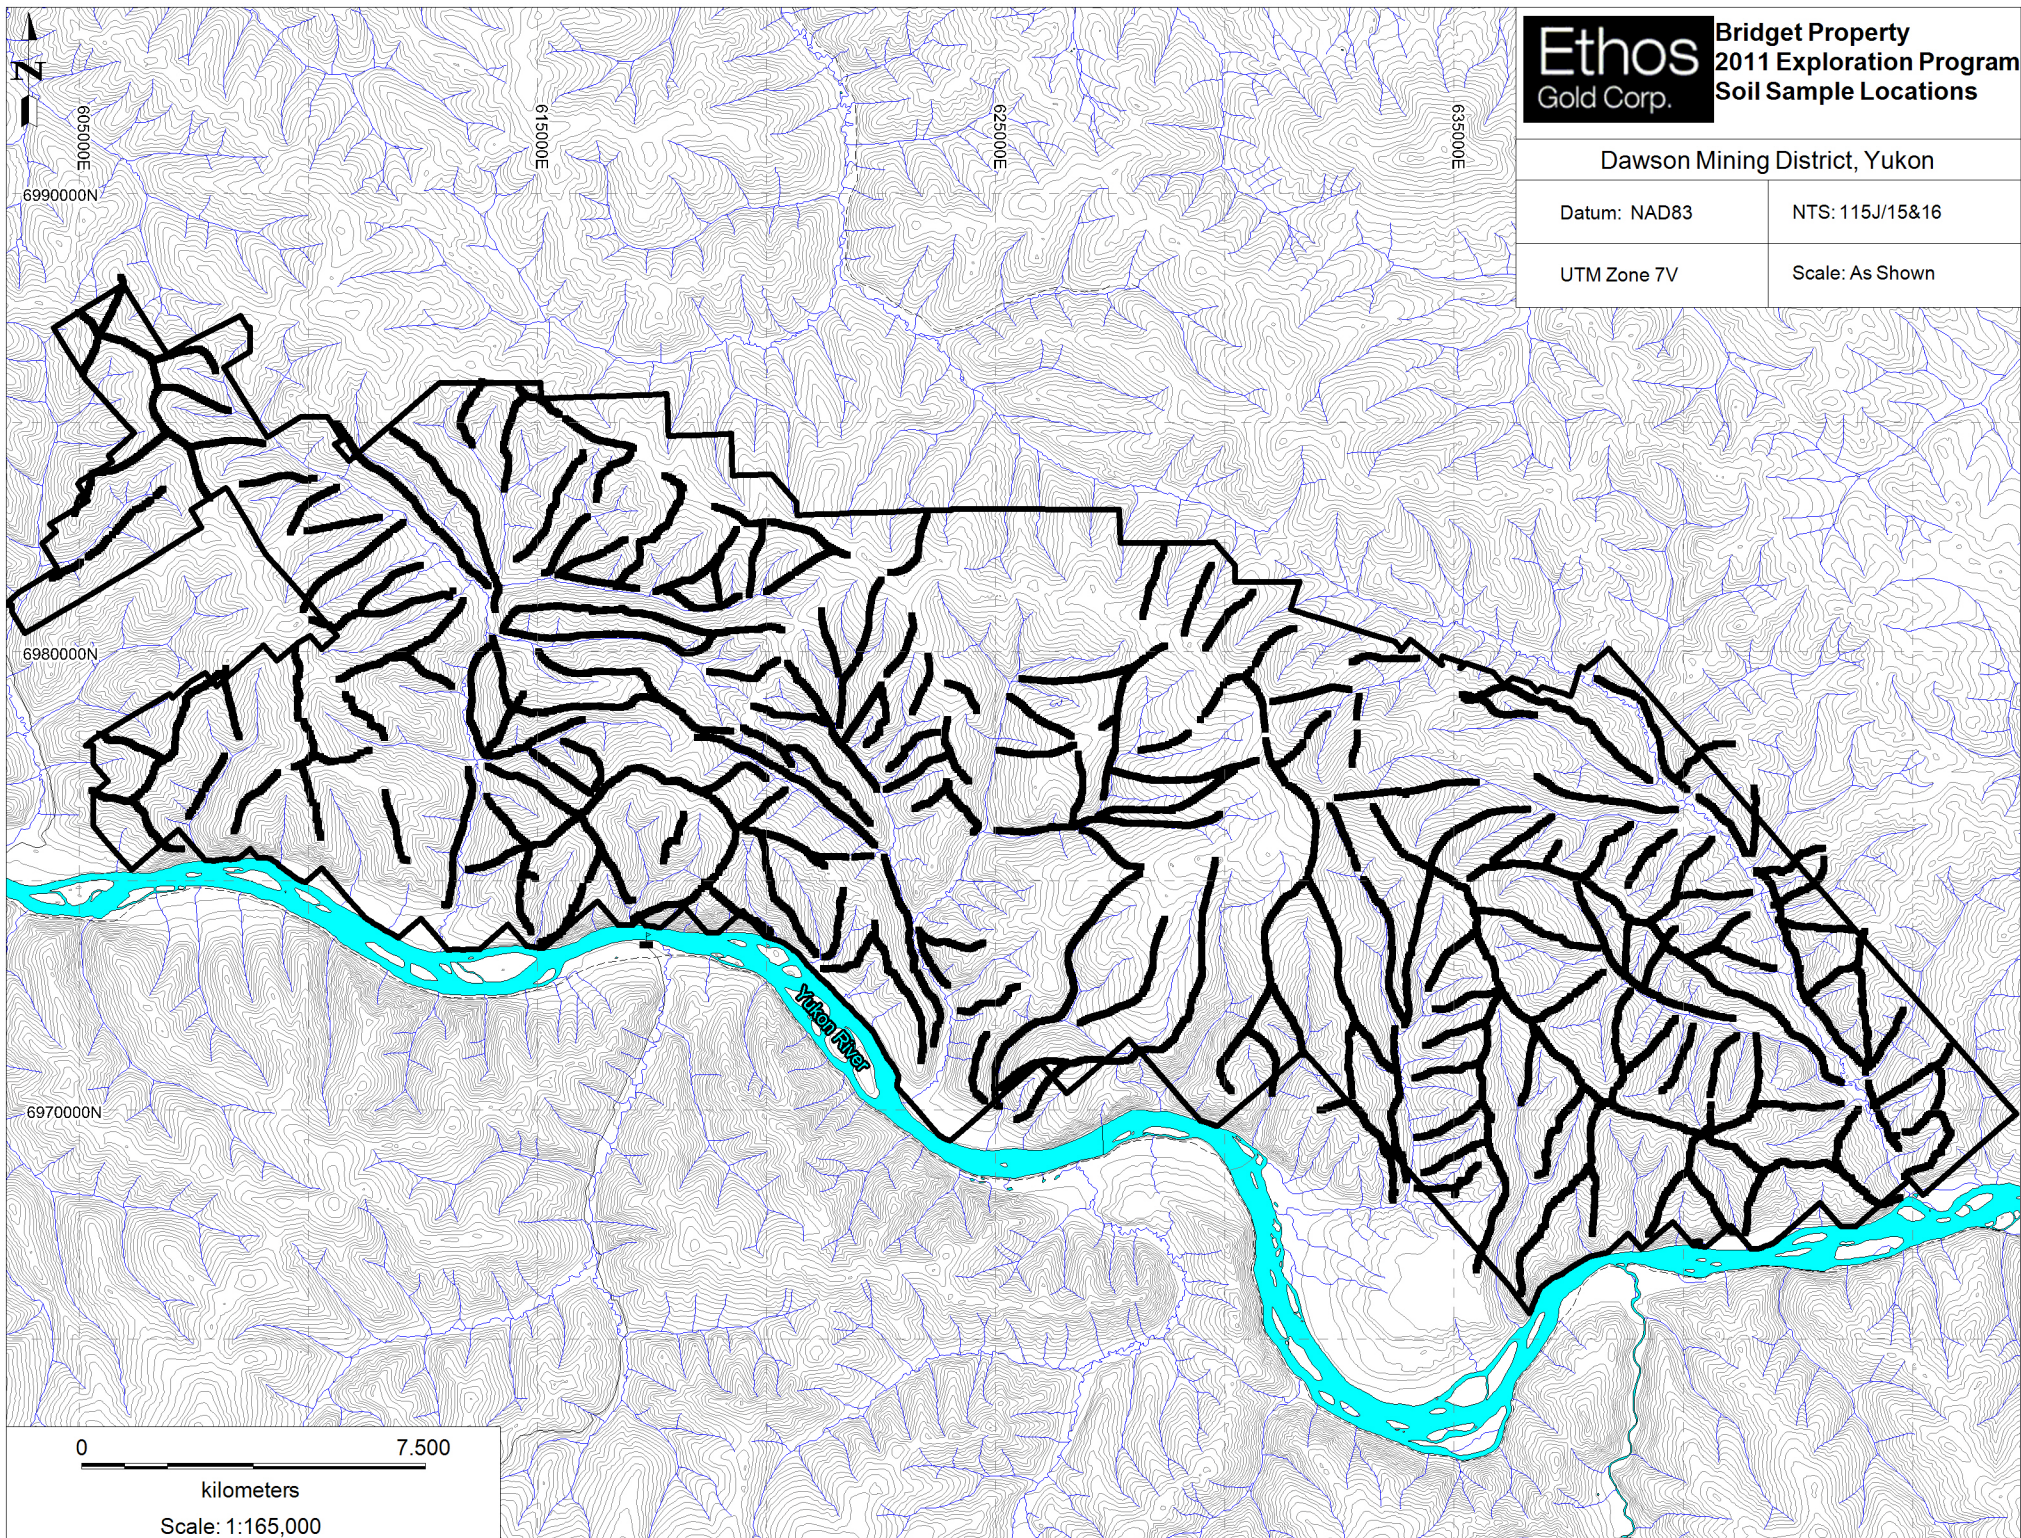 Ethos
Gold Corp.
Bridget Property
2011 Exploration Program
Soil Sample Locations
Dawson Mining District, Yukon
Datum: NAD83
NTS: 115J/15&16
UTM Zone 7V
Scale: As Shown
N
605000E
615000E
625000E
635000E
6990000N
6980000N
6970000N
Yukon River
0
7.500
kilometers
Scale: 1:165,000